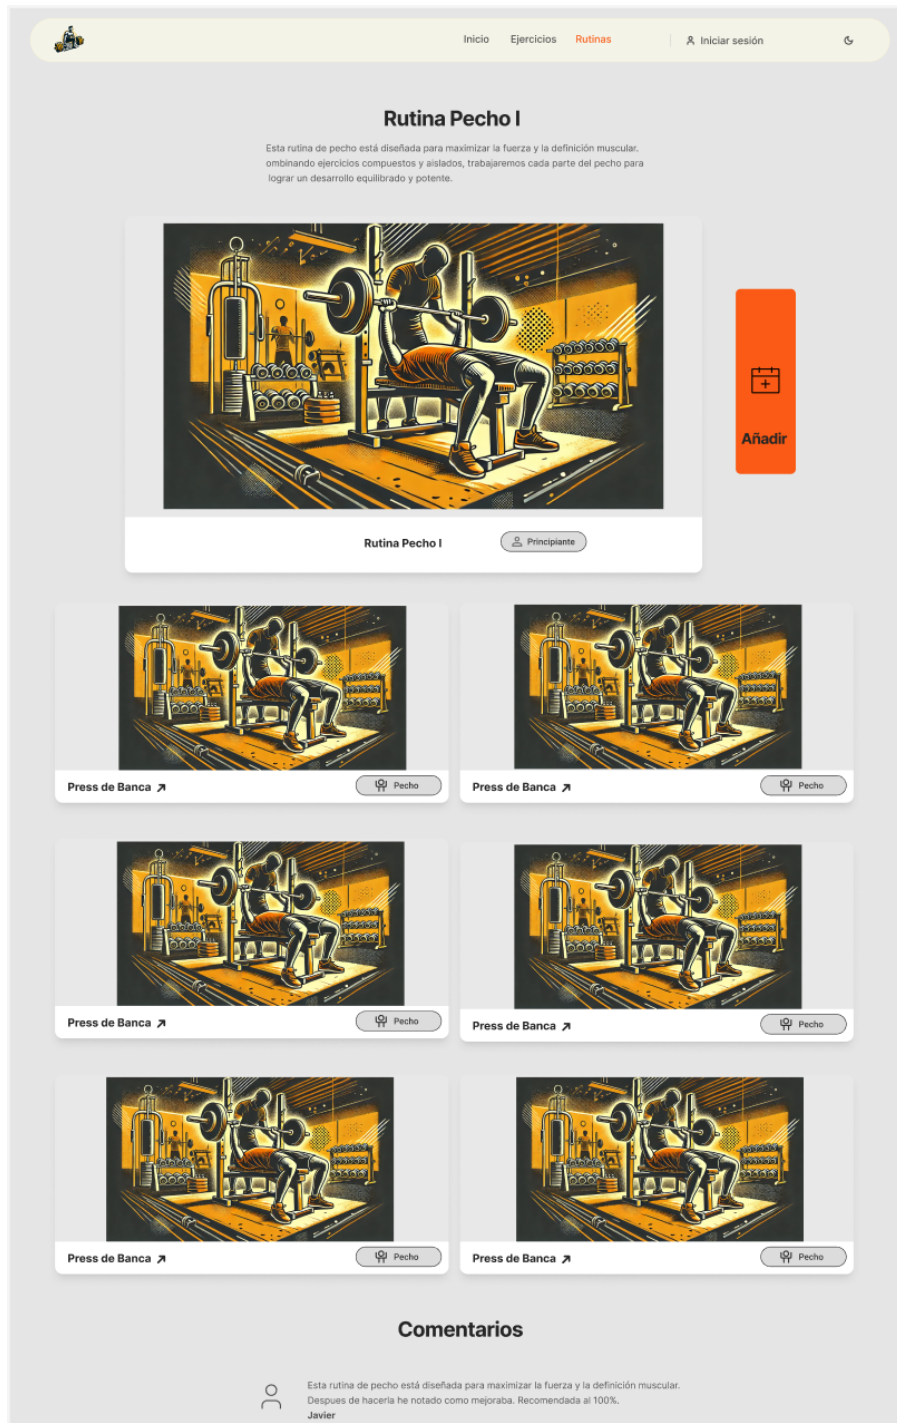 Inicio Ejercicios Rutinas Iniciar sesión
Rutina Pecho I
Esta rutina de pecho está diseñada para maximizar la fuerza y la definición muscular.
ombinando ejercicios compuestos y aislados, trabajaremos cada parte del pecho para
lograr un desarrollo equilibrado y potente.
Añadir
Rutina Pecho I Principiante
Press de Banca Pecho
Press de Banca Pecho
Press de Banca Pecho
Press de Banca Pecho
Press de Banca Pecho
Press de Banca Pecho
Comentarios
Esta rutina de pecho está diseñada para maximizar la fuerza y la definición muscular.
Despues de hacerla he notado como mejoraba. Recomendada al 100%.
Javier